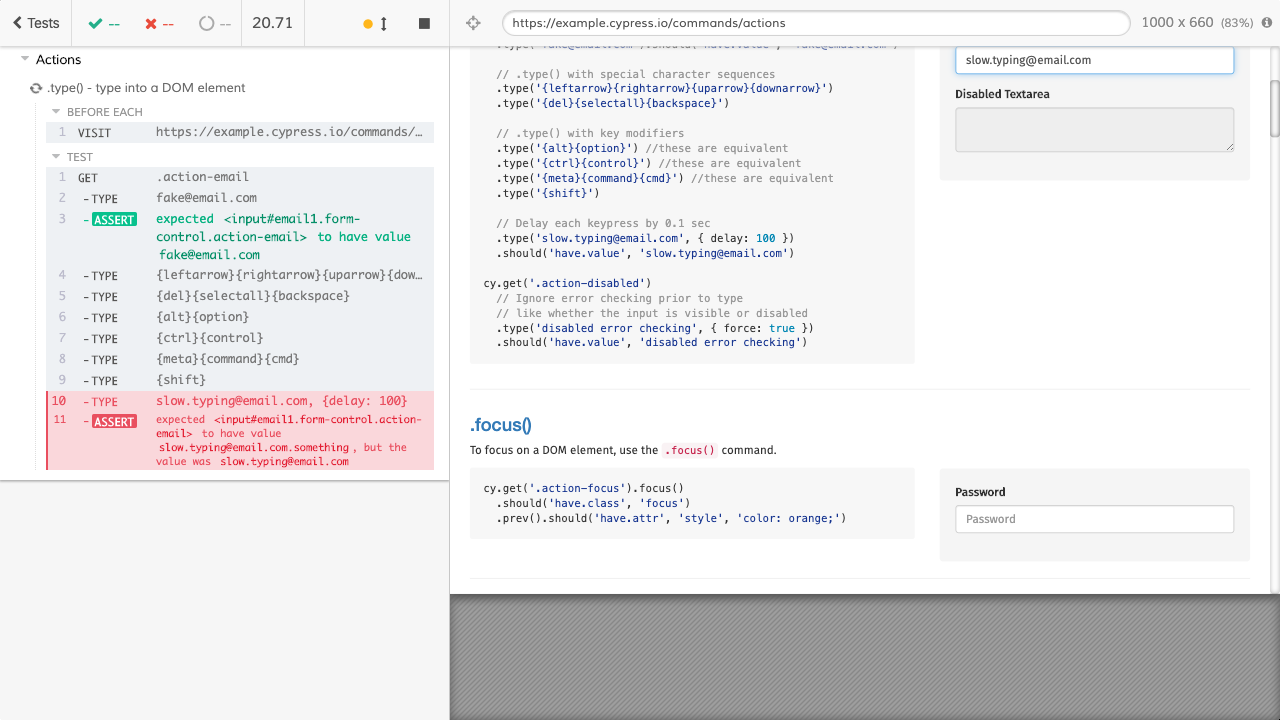 Tests -- -- -- 20.71
Actions
.type() - type into a DOM element
BEFORE EACH
1 VISIT https://example.cypress.io/commands/…
TEST
1 GET .action-email
2 -TYPE fake@email.com
3 -ASSERT expected <input#email1.form-
control.action-email> to have value
fake@email.com
4 -TYPE {leftarrow}{rightarrow}{uparrow}{dow…
5 -TYPE {del}{selectall}{backspace}
6 -TYPE {alt}{option}
7 -TYPE {ctrl}{control}
8 -TYPE {meta}{command}{cmd}
9 -TYPE {shift}
10 -TYPE slow.typing@email.com, {delay: 100}
11 -ASSERT expected <input#email1.form-control.action-
email> to have value
slow.typing@email.com.something, but the
value was slow.typing@email.com
https://example.cypress.io/commands/actions 1000 x 660 (83%)
.type('fake@email.com').should('have.value', 'fake@email.com')
// .type() with special character sequences
.type('{leftarrow}{rightarrow}{uparrow}{downarrow}')
.type('{del}{selectall}{backspace}')
// .type() with key modifiers
.type('{alt}{option}') //these are equivalent
.type('{ctrl}{control}') //these are equivalent
.type('{meta}{command}{cmd}') //these are equivalent
.type('{shift}')
// Delay each keypress by 0.1 sec
.type('slow.typing@email.com', { delay: 100 })
.should('have.value', 'slow.typing@email.com')
cy.get('.action-disabled')
// Ignore error checking prior to type
// like whether the input is visible or disabled
.type('disabled error checking', { force: true })
.should('have.value', 'disabled error checking')
slow.typing@email.com
Disabled Textarea
.focus()
To focus on a DOM element, use the .focus() command.
cy.get('.action-focus').focus()
.should('have.class', 'focus')
.prev().should('have.attr', 'style', 'color: orange;')
Password
Password